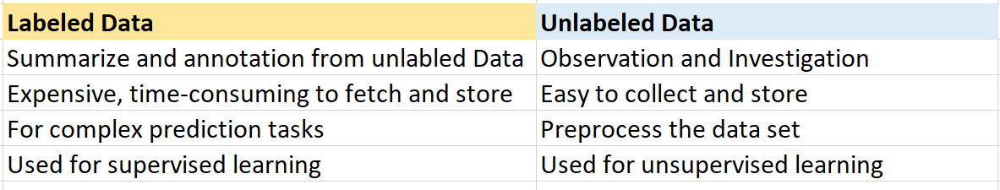 Labeled Data Unlabeled Data
Summarize and annotation from unlabled Data Observation and Investigation
Expensive, time-consuming to fetch and store Easy to collect and store
For complex prediction tasks Preprocess the data set
Used for supervised learning Used for unsupervised learning